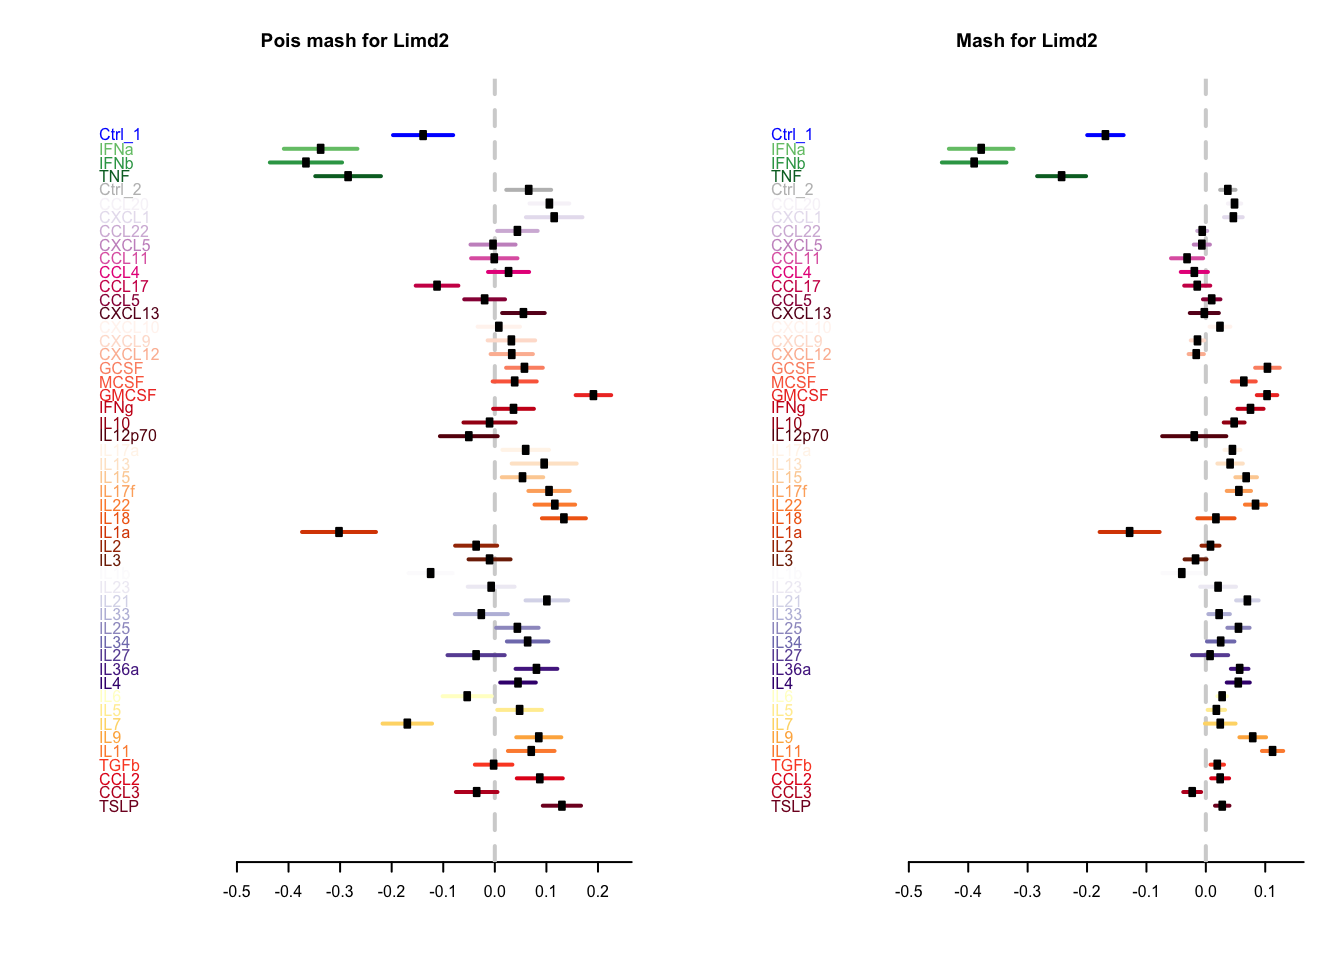 Pois mash for Limd2
Ctrl_1
IFNa
IFNb
TNF
Ctrl_2
CCL20
CXCL1
CCL22
CXCL5
CCL11
CCL4
CCL17
CCL5
CXCL13
CXCL10
CXCL9
CXCL12
GCSF
MCSF
GMCSF
IFNg
IL10
IL12p70
IL17a
IL13
IL15
IL17f
IL22
IL18
IL1a
IL2
IL3
IL23
IL21
IL33
IL25
IL34
IL27
IL36a
IL4
IL5
IL7
IL9
IL11
TGFb
CCL2
CCL3
TSLP
-0.5 -0.4 -0.3 -0.2 -0.1 0.0 0.1 0.2
Mash for Limd2
Ctrl_1
IFNa
IFNb
TNF
Ctrl_2
CCL20
CXCL1
CCL22
CXCL5
CCL11
CCL4
CCL17
CCL5
CXCL13
CXCL10
CXCL9
CXCL12
GCSF
MCSF
GMCSF
IFNg
IL10
IL12p70
IL17a
IL13
IL15
IL17f
IL22
IL18
IL1a
IL2
IL3
IL23
IL21
IL33
IL25
IL34
IL27
IL36a
IL4
IL5
IL7
IL9
IL11
TGFb
CCL2
CCL3
TSLP
-0.5 -0.4 -0.3 -0.2 -0.1 0.0 0.1